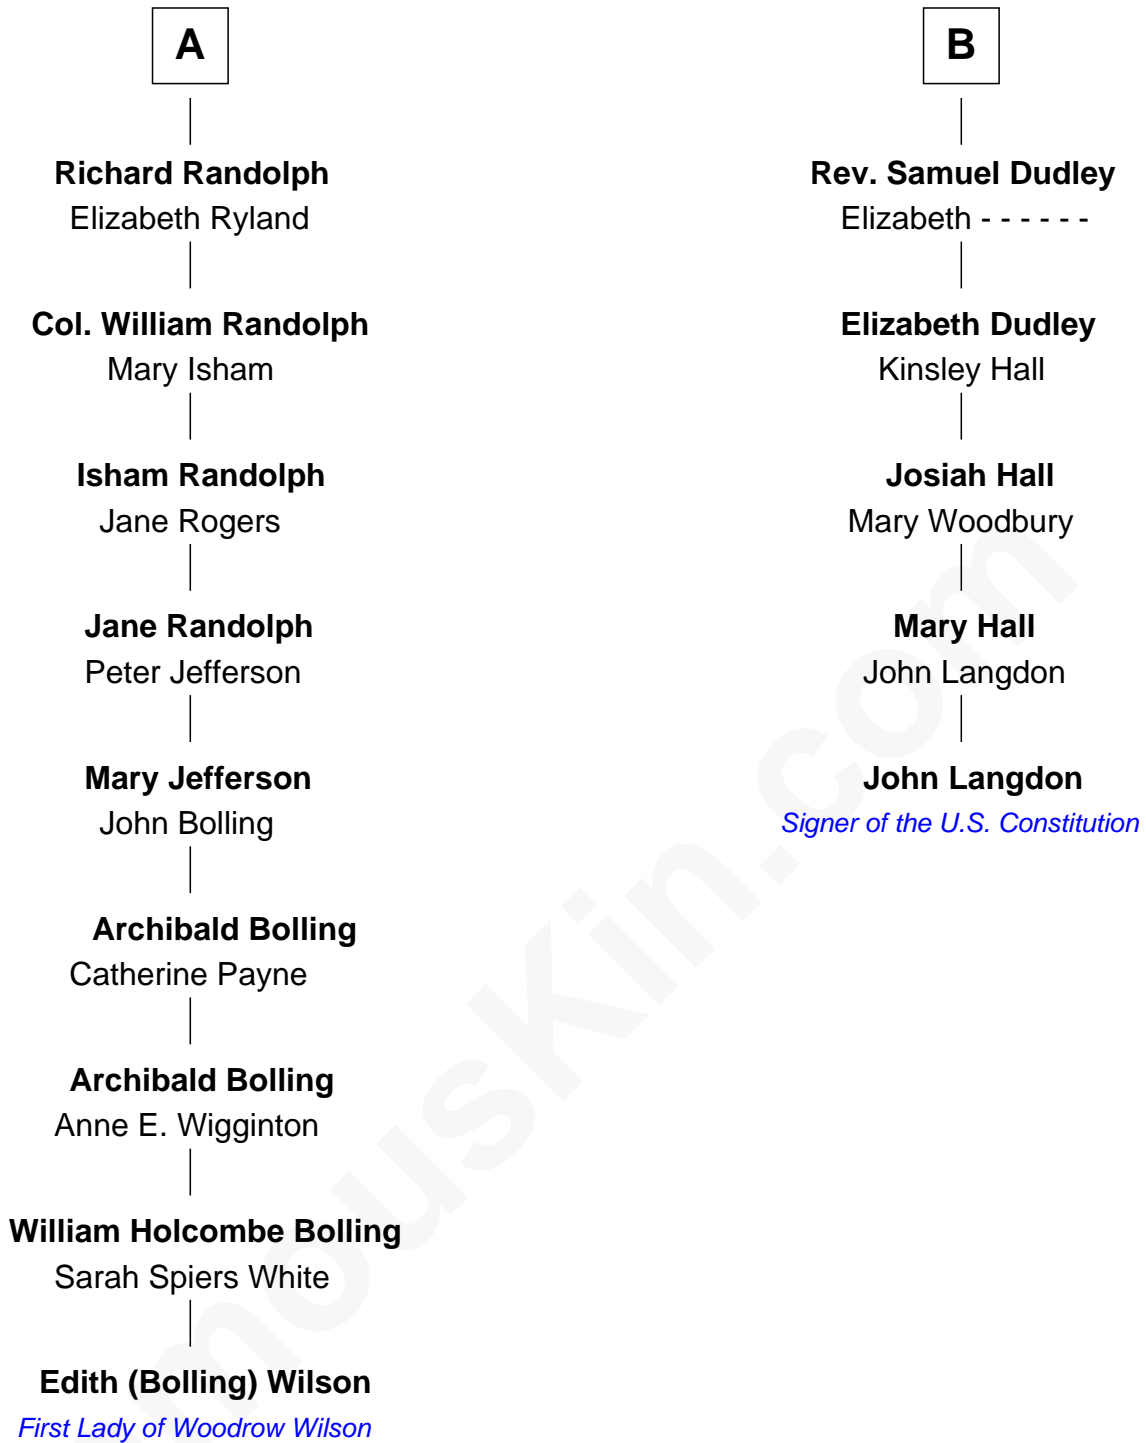 A
Richard Randolph
Elizabeth Ryland
Col. William Randolph
Mary Isham
Isham Randolph
Jane Rogers
Jane Randolph
Peter Jefferson
Mary Jefferson
John Bolling
Archibald Bolling
Catherine Payne
Archibald Bolling
Anne E. Wigginton
William Holcombe Bolling
Sarah Spiers White
Edith (Bolling) Wilson
First Lady of Woodrow Wilson
B
Rev. Samuel Dudley
Elizabeth - - - - - -
Elizabeth Dudley
Kinsley Hall
Josiah Hall
Mary Woodbury
Mary Hall
John Langdon
John Langdon
Signer of the U.S. Constitution
mousKin.com